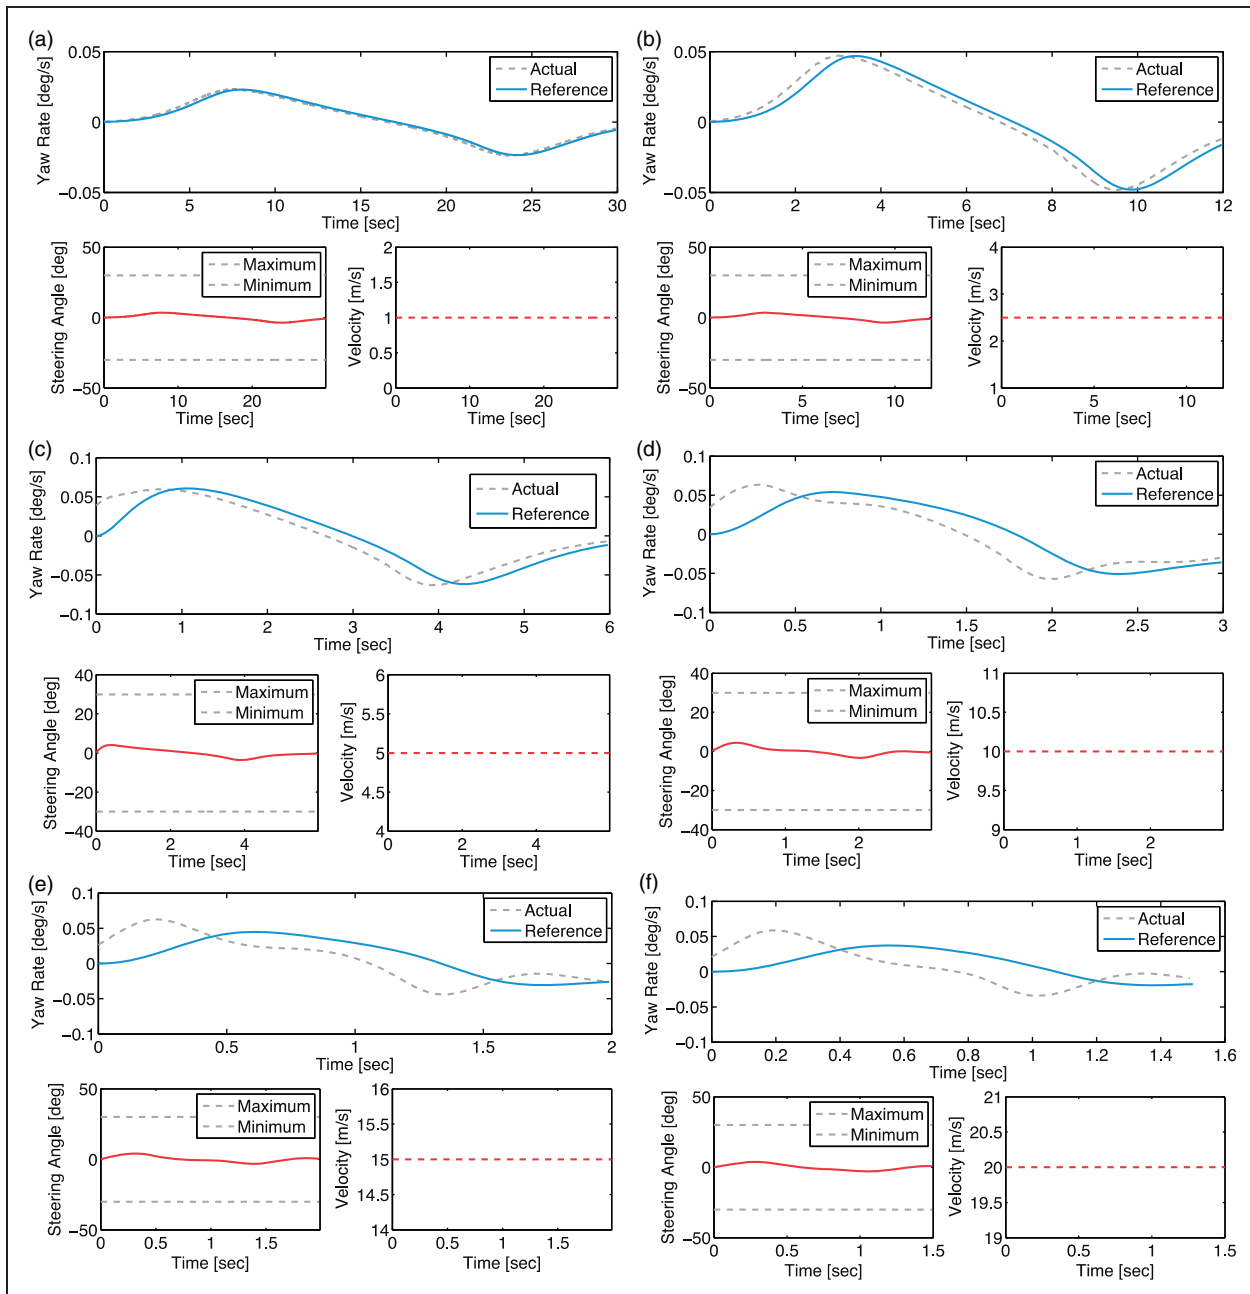 (a)
0.05
0
−0.05
Yaw Rate [deg/s]
Actual
Reference
0 5 10 15 20 25 30
Time [sec]
50
0
−50
Steering Angle [deg]
Maximum
Minimum
0 10 20
Time [sec]
2
1.5
1
0.5
0
Velocity [m/s]
0 10 20
Time [sec]
(b)
0.05
0
−0.05
Yaw Rate [deg/s]
Actual
Reference
0 2 4 6 8 10 12
Time [sec]
50
0
−50
Steering Angle [deg]
Maximum
Minimum
0 5 10
Time [sec]
4
3
2
1
Velocity [m/s]
0 5 10
Time [sec]
(c)
0.1
0.05
0
−0.05
−0.1
Yaw Rate [deg/s]
Actual
Reference
0 1 2 3 4 5 6
Time [sec]
40
20
0
−20
−40
Steering Angle [deg]
Maximum
Minimum
0 2 4
Time [sec]
6
5.5
5
4.5
4
Velocity [m/s]
0 2 4
Time [sec]
(d)
0.1
0.05
0
−0.05
−0.1
Yaw Rate [deg/s]
Actual
Reference
0 0.5 1 1.5 2 2.5 3
Time [sec]
40
20
0
−20
−40
Steering Angle [deg]
Maximum
Minimum
0 1 2
Time [sec]
11
10.5
10
9.5
9
Velocity [m/s]
0 1 2
Time [sec]
(e)
0.1
0.05
0
−0.05
−0.1
Yaw Rate [deg/s]
Actual
Reference
0 0.5 1 1.5 2
Time [sec]
50
0
−50
Steering Angle [deg]
Maximum
Minimum
0 0.5 1 1.5
Time [sec]
16
15.5
15
14.5
14
Velocity [m/s]
0 0.5 1 1.5
Time [sec]
(f)
0.1
0.05
0
−0.05
−0.1
Yaw Rate [deg/s]
Actual
Reference
0 0.2 0.4 0.6 0.8 1 1.2 1.4 1.6
Time [sec]
50
0
−50
Steering Angle [deg]
Maximum
Minimum
0 0.5 1 1.5
Time [sec]
21
20.5
20
19.5
19
Velocity [m/s]
0 0.5 1 1.5
Time [sec]